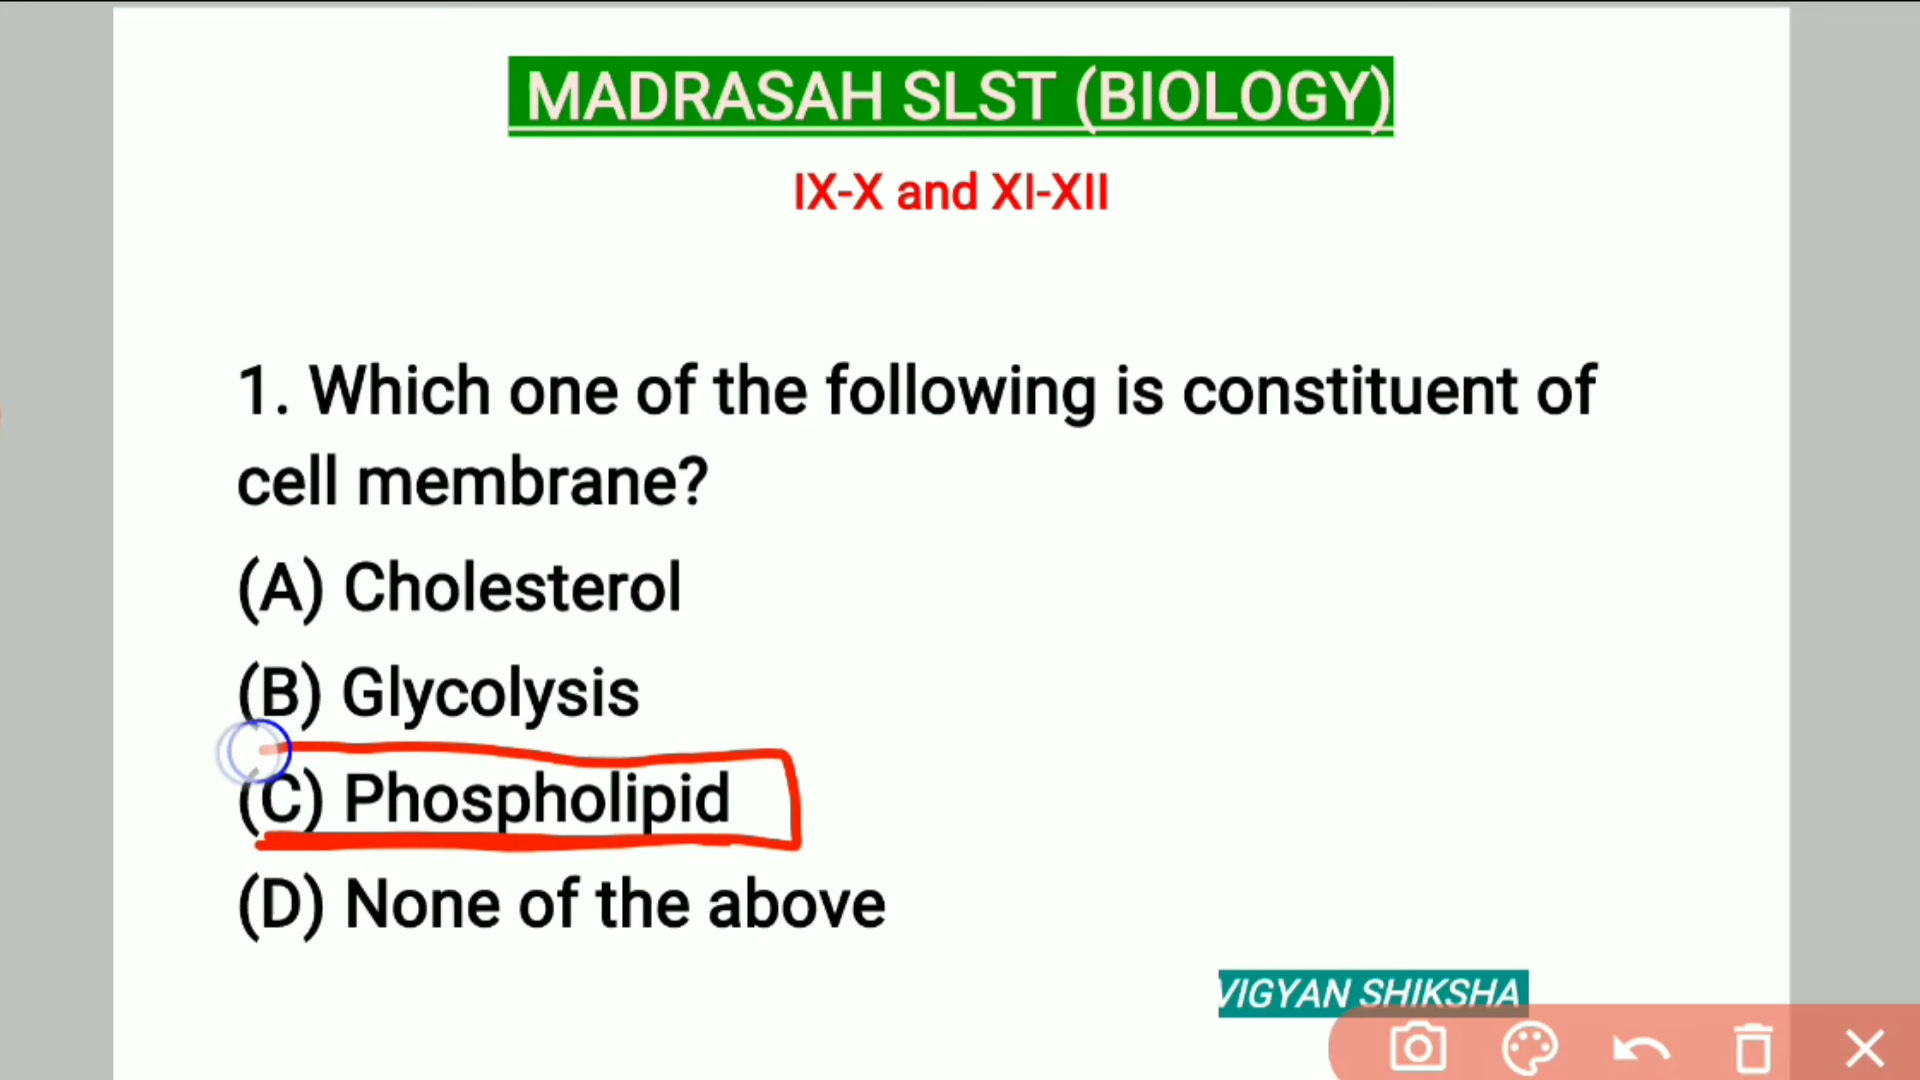 MADRASAH SLST (BIOLOGY)
IX-X and XI-XII
1. Which one of the following is constituent of
cell membrane?
(A) Cholesterol
(B) Glycolysis
(C) Phospholipid
(D) None of the above
VIGYAN SHIKSHA